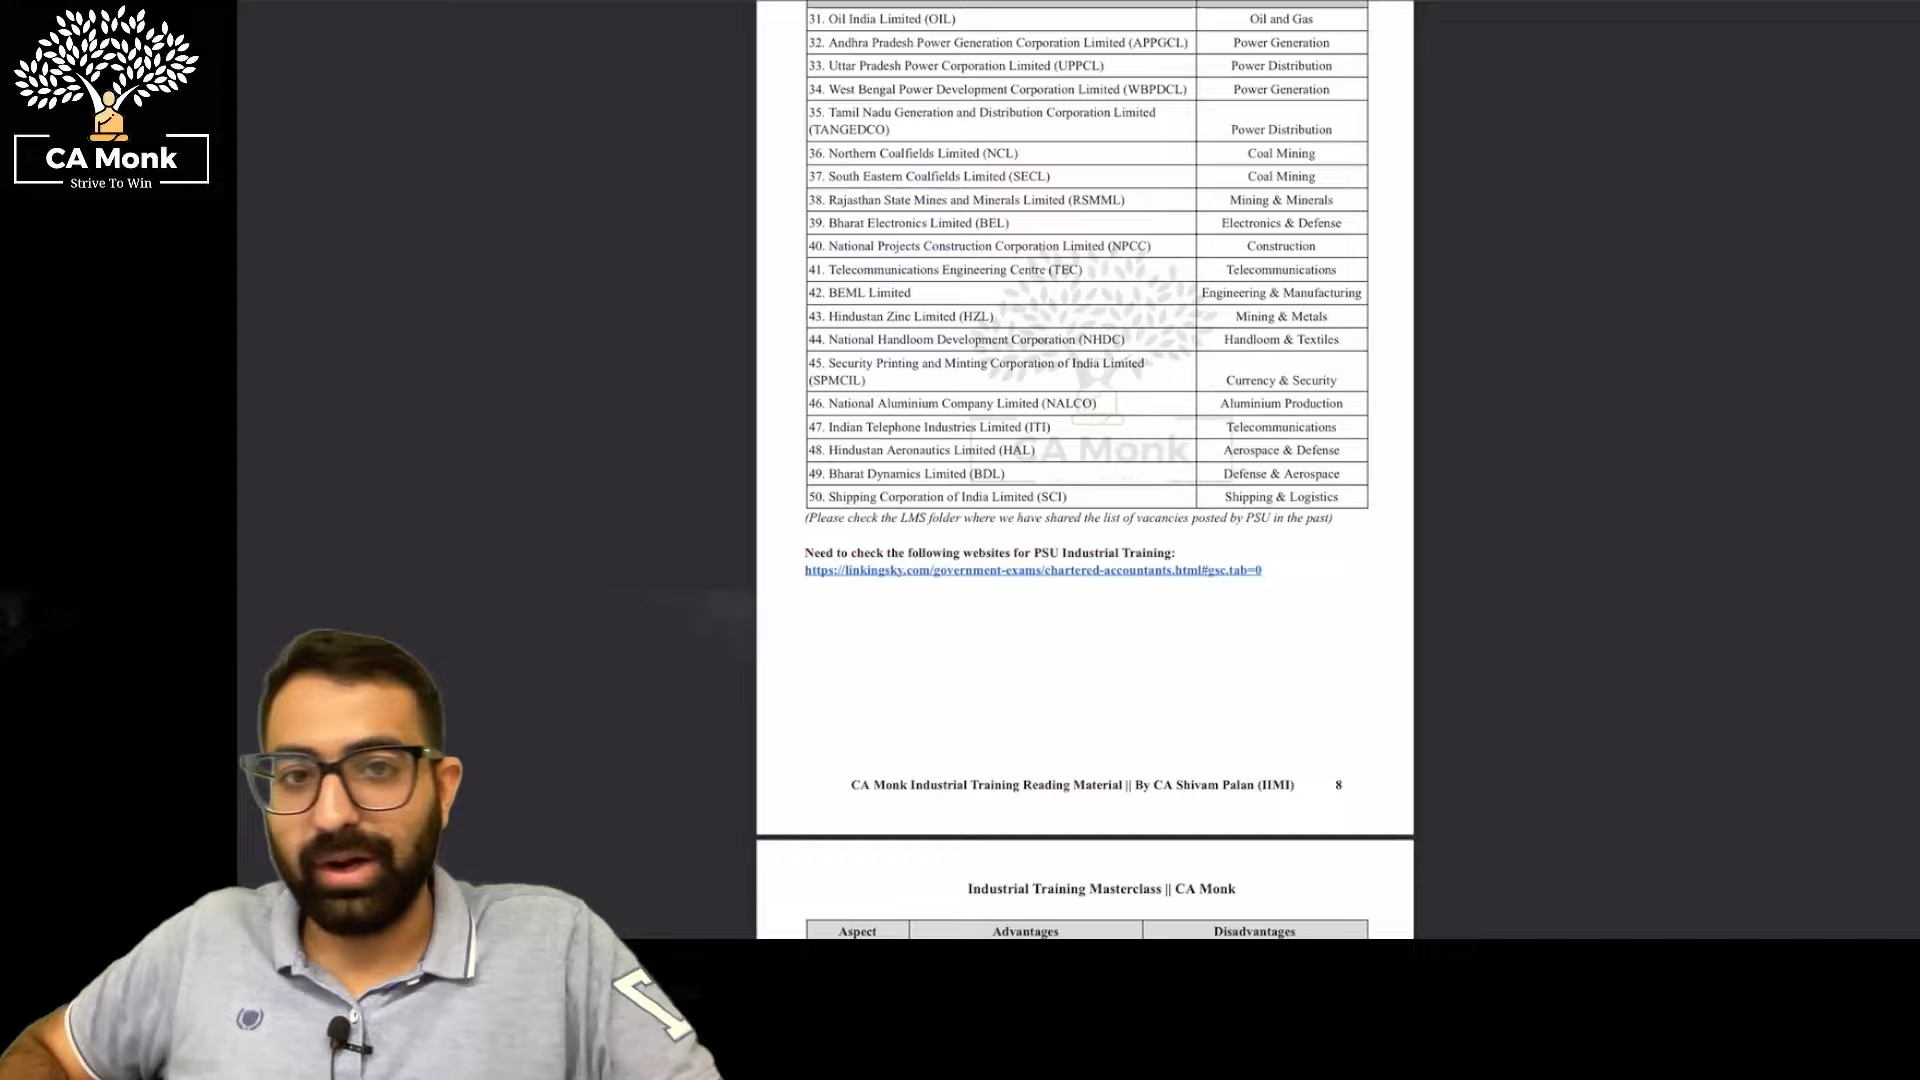 CA Monk
Strive To Win
31. Oil India Limited (OIL) Oil and Gas
32. Andhra Pradesh Power Generation Corporation Limited (APPGCL) Power Generation
33. Uttar Pradesh Power Corporation Limited (UPPCL) Power Distribution
34. West Bengal Power Development Corporation Limited (WBPDCL) Power Generation
35. Tamil Nadu Generation and Distribution Corporation Limited
(TANGEDCO) Power Distribution
36. Northern Coalfields Limited (NCL) Coal Mining
37. South Eastern Coalfields Limited (SECL) Coal Mining
38. Rajasthan State Mines and Minerals Limited (RSMML) Mining & Minerals
39. Bharat Electronics Limited (BEL) Electronics & Defense
40. National Projects Construction Corporation Limited (NPCC) Construction
41. Telecommunications Engineering Centre (TEC) Telecommunications
42. BEML Limited Engineering & Manufacturing
43. Hindustan Zinc Limited (HZL) Mining & Metals
44. National Handloom Development Corporation (NHDC) Handloom & Textiles
45. Security Printing and Minting Corporation of India Limited
(SPMCIL) Currency & Security
46. National Aluminium Company Limited (NALCO) Aluminium Production
47. Indian Telephone Industries Limited (ITI) Telecommunications
48. Hindustan Aeronautics Limited (HAL) Aerospace & Defense
49. Bharat Dynamics Limited (BDL) Defense & Aerospace
50. Shipping Corporation of India Limited (SCI) Shipping & Logistics
CA Monk
(Please check the LMS folder where we have shared the list of vacancies posted by PSU in the past)
Need to check the following websites for PSU Industrial Training:
https://linkingsky.com/government-exams/chartered-accountants.html#gsc.tab=0
CA Monk Industrial Training Reading Material || By CA Shivam Palan (IIMI) 8
Industrial Training Masterclass || CA Monk
Aspect Advantages Disadvantages